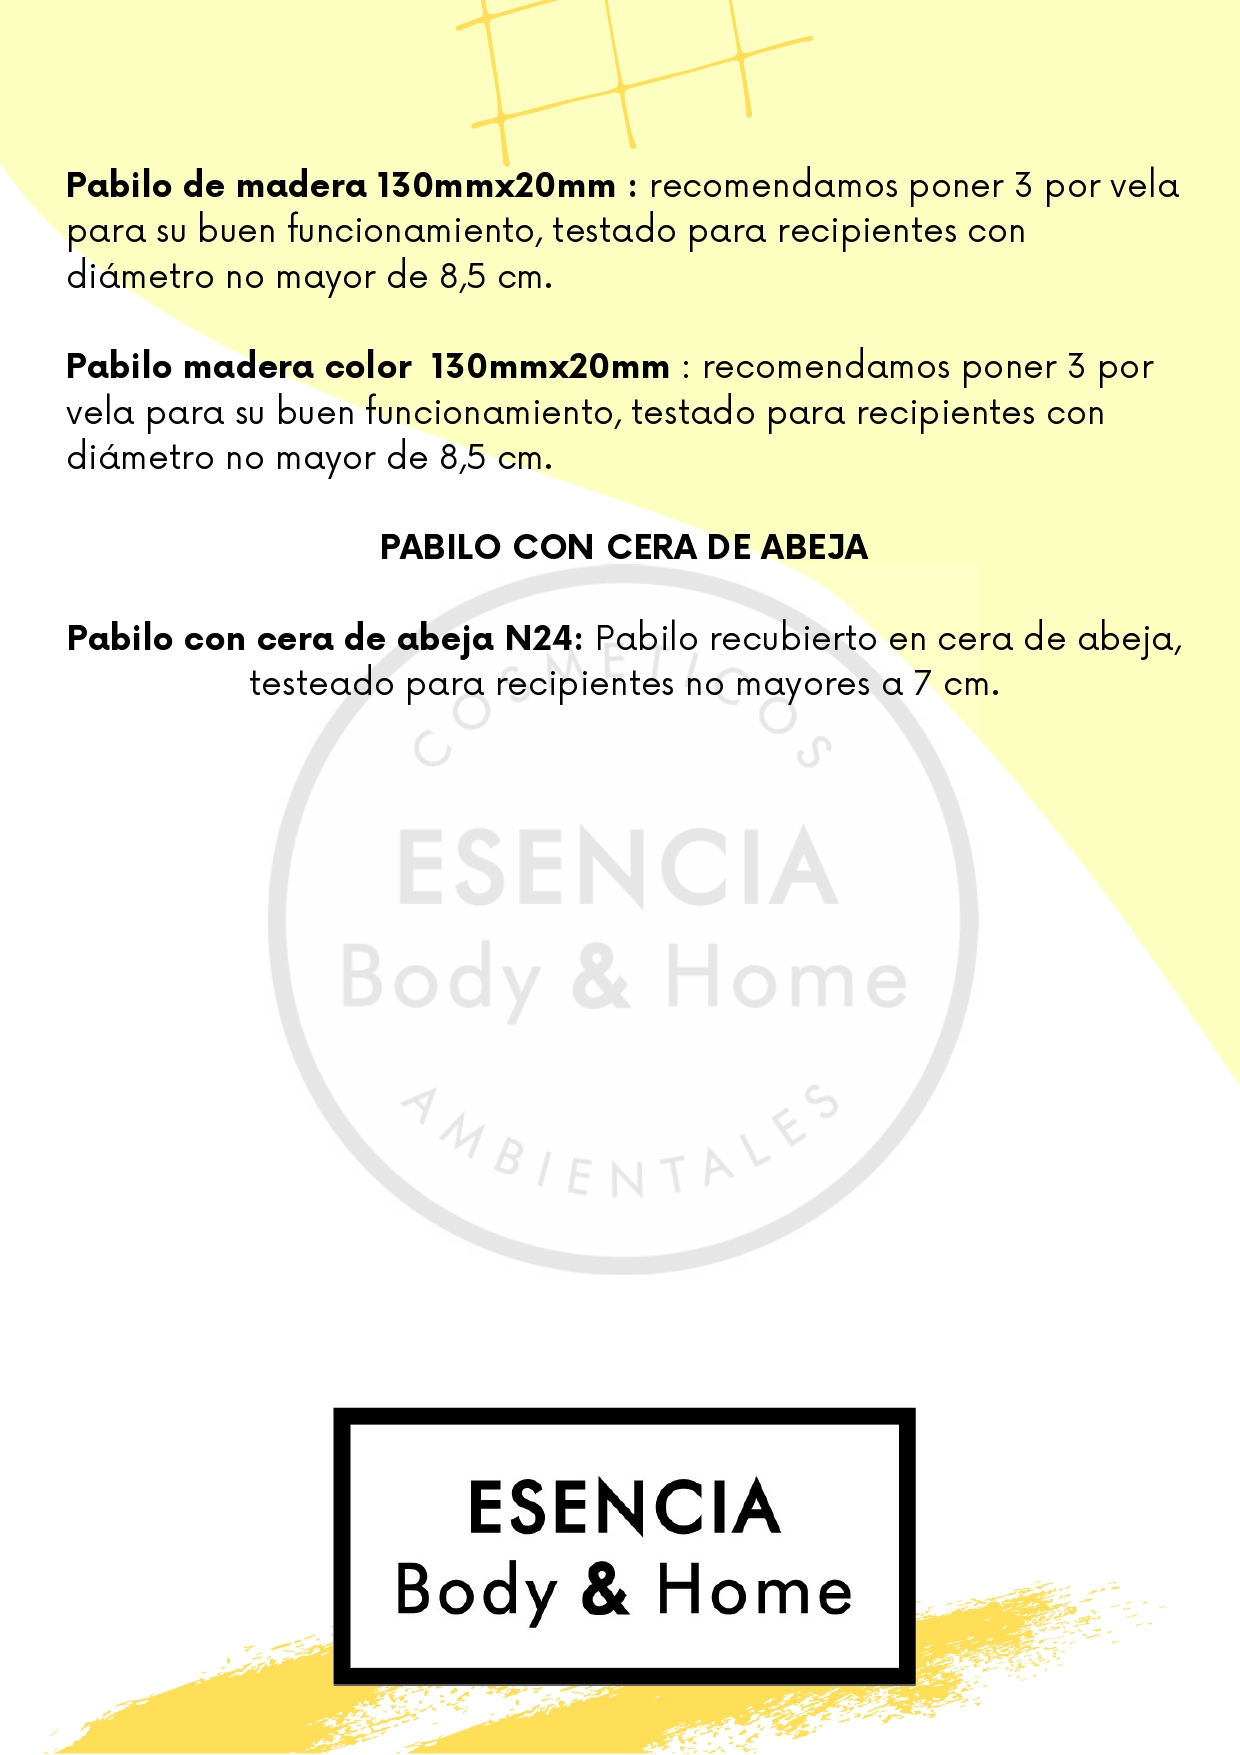 Pabilo de madera 130mmx20mm : recomendamos poner 3 por vela
para su buen funcionamiento, testado para recipientes con
diámetro no mayor de 8,5 cm.
Pabilo madera color 130mmx20mm : recomendamos poner 3 por
vela para su buen funcionamiento, testado para recipientes con
diámetro no mayor de 8,5 cm.
PABILO CON CERA DE ABEJA
Pabilo con cera de abeja N24: Pabilo recubierto en cera de abeja,
testeado para recipientes no mayores a 7 cm.
COSMETICOS
ESENCIA
Body & Home
AMBIENTALES
ESENCIA
Body & Home